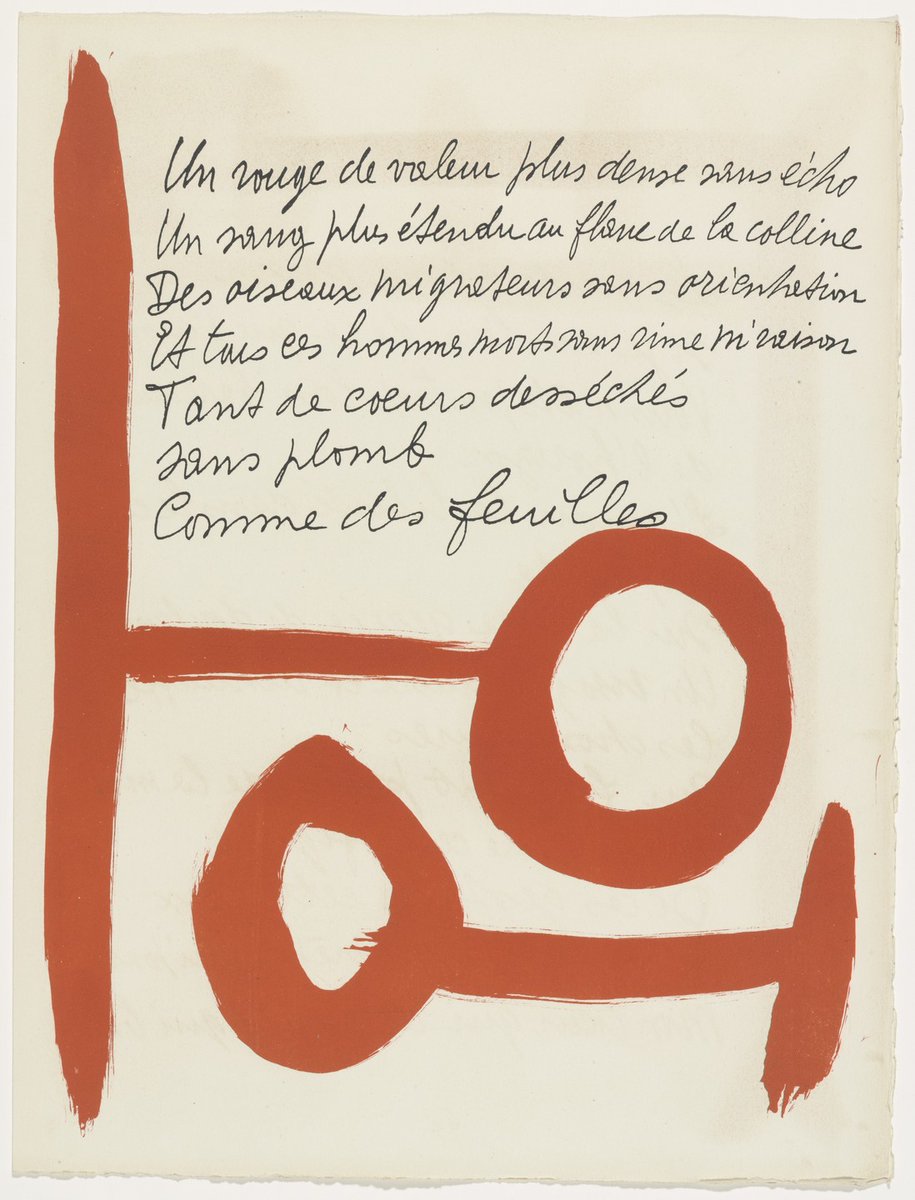 Un rouge de valeur plus dense sans écho
Un sang plus étendu au flanc de la colline
Des oiseaux migrateurs sans orientation
Et tous ces hommes morts sans rime ni raison
Tant de coeurs desséchés
sans plomb
Comme des feuilles